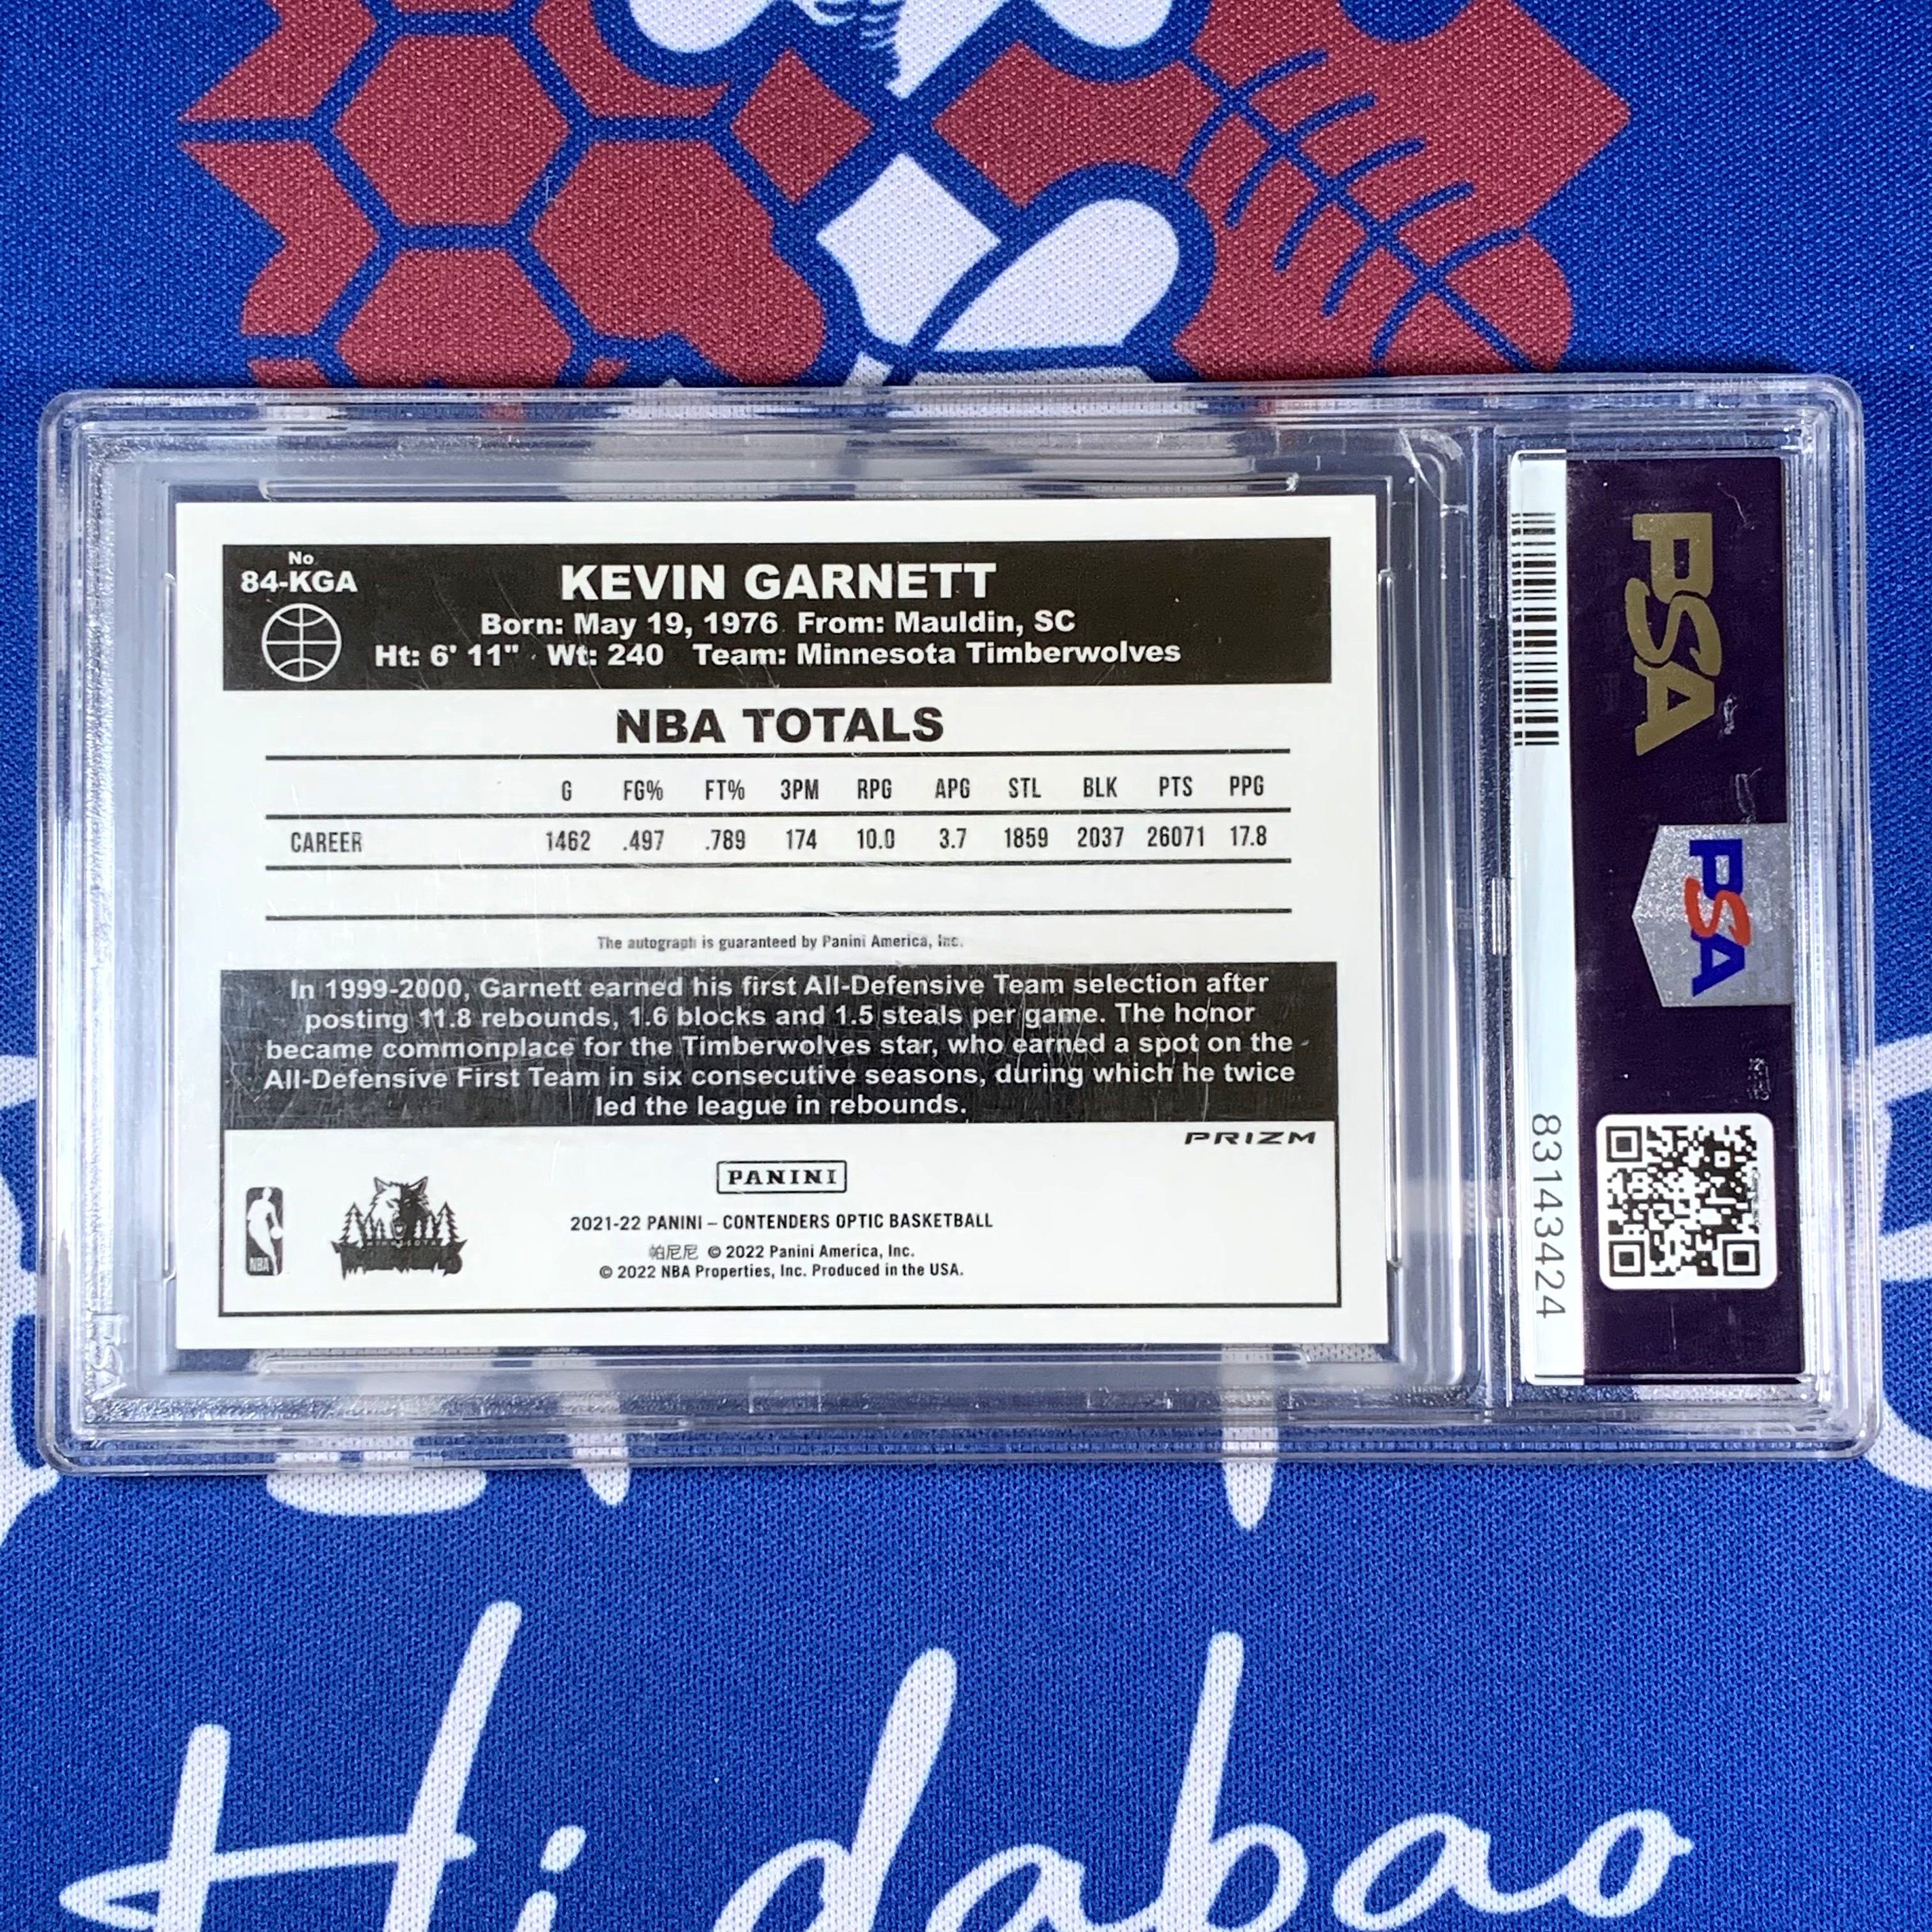 No
84-KGA
KEVIN GARNETT
Born: May 19, 1976 From: Mauldin, SC
Ht: 6' 11" Wt: 240 Team: Minnesota Timberwolves
NBA TOTALS
G FG% FT% 3PM RPG APG STL BLK PTS PPG
CAREER 1462 .497 .789 174 10.0 3.7 1859 2037 26071 17.8
The autograph is guaranteed by Panini America, Inc.
In 1999-2000, Garnett earned his first All-Defensive Team selection after
posting 11.8 rebounds, 1.6 blocks and 1.5 steals per game. The honor
became commonplace for the Timberwolves star, who earned a spot on the
All-Defensive First Team in six consecutive seasons, during which he twice
led the league in rebounds.
PRIZM
PANINI
2021-22 PANINI – CONTENDERS OPTIC BASKETBALL
帕尼尼 © 2022 Panini America, Inc.
© 2022 NBA Properties, Inc. Produced in the USA.
NBA
PSA
PSA
83143424
PSA
Hi dabao